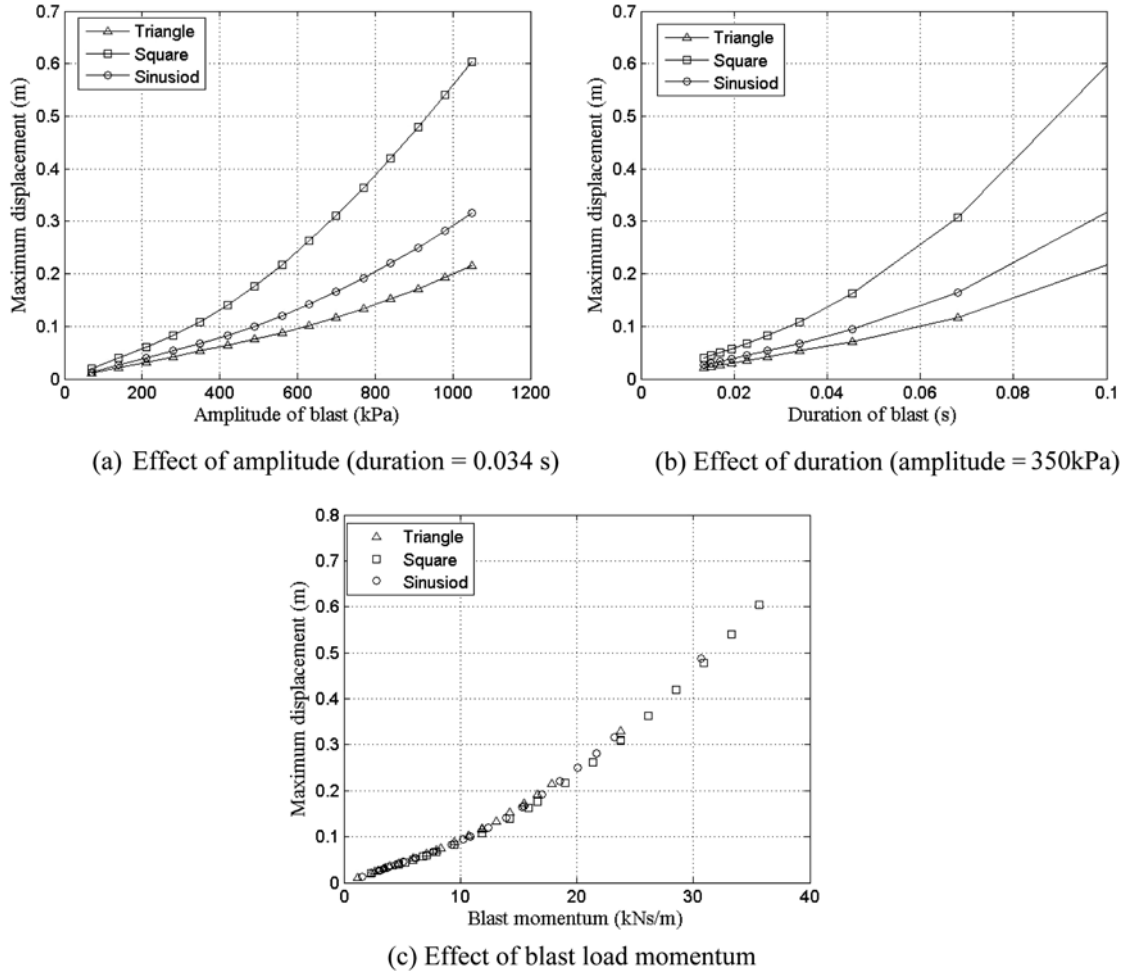 0.7
0.6
0.5
0.4
0.3
0.2
0.1
0
Maximum displacement (m)
Triangle
Square
Sinusiod
0 200 400 600 800 1000 1200
Amplitude of blast (kPa)
(a) Effect of amplitude (duration = 0.034 s)
0.7
0.6
0.5
0.4
0.3
0.2
0.1
0
Maximum displacement (m)
Triangle
Square
Sinusiod
0 0.02 0.04 0.06 0.08 0.1
Duration of blast (s)
(b) Effect of duration (amplitude = 350kPa)
0.8
0.7
0.6
0.5
0.4
0.3
0.2
0.1
0
Maximum displacement (m)
Triangle
Square
Sinusiod
0 10 20 30 40
Blast momentum (kNs/m)
(c) Effect of blast load momentum